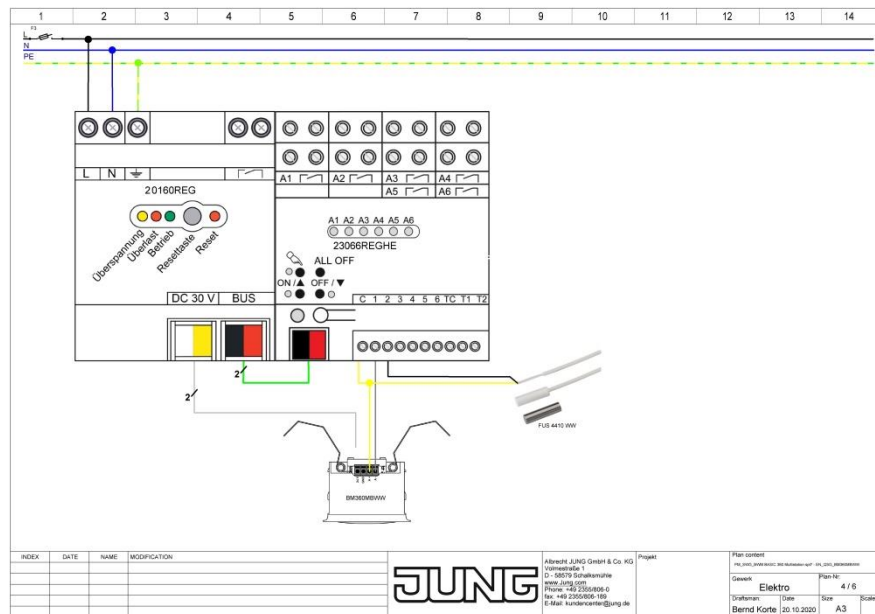 1 2 3 4 5 6 7 8 9 10 11 12 13 14
F1
L
N
PE
L N
20160REG
Überspannung
Überlast
Betrieb
Resettaste
Reset
DC 30 V BUS
A1 A2 A3 A4
A5 A6
A1 A2 A3 A4 A5 A6
23066REGHE
ALL OFF
ON /▲ OFF /▼
C 1 2 3 4 5 6 TC T1 T2
2
2
FUS 4410 WW
BM360MBWW
INDEX DATE NAME MODIFICATION
JUNG
Albrecht JUNG GmbH & Co. KG
Volmestraße 1
D - 58579 Schalksmühle
www.Jung.com
Phone: +49 2355/806-0
fax: +49 2355/806-189
E-Mail: kundencenter@jung.de
Projekt
Plan content
Gewerk
Elektro
Plan-Nr.
4 / 6
Draftsman
Bernd Korte
Date
20.10.2020
Size
A3
Scale